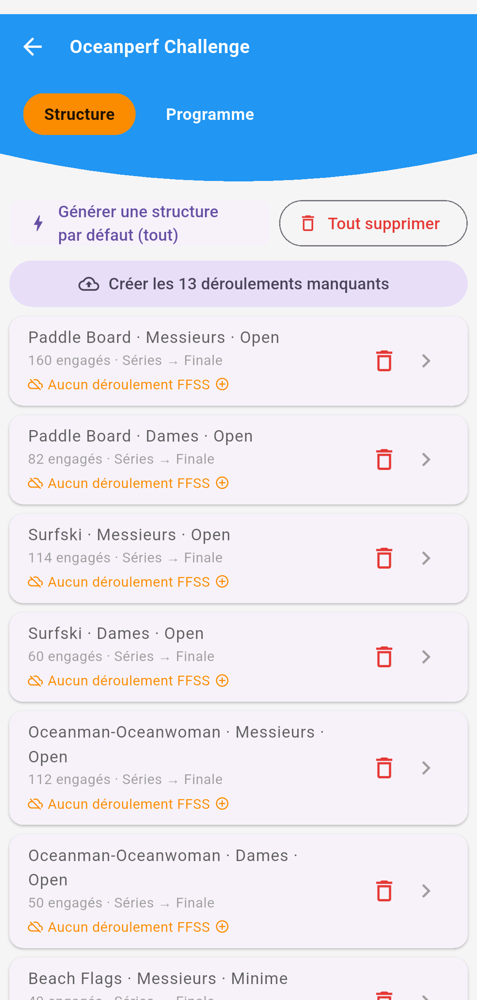 Oceanperf Challenge
Structure
Programme
Générer une structure
par défaut (tout)
Tout supprimer
Créer les 13 déroulements manquants
Paddle Board · Messieurs · Open
160 engagés · Séries → Finale
Aucun déroulement FFSS
Paddle Board · Dames · Open
82 engagés · Séries → Finale
Aucun déroulement FFSS
Surfski · Messieurs · Open
114 engagés · Séries → Finale
Aucun déroulement FFSS
Surfski · Dames · Open
60 engagés · Séries → Finale
Aucun déroulement FFSS
Oceanman-Oceanwoman · Messieurs ·
Open
112 engagés · Séries → Finale
Aucun déroulement FFSS
Oceanman-Oceanwoman · Dames ·
Open
50 engagés · Séries → Finale
Aucun déroulement FFSS
Beach Flags · Messieurs · Minime
engagés · Séries → Finale